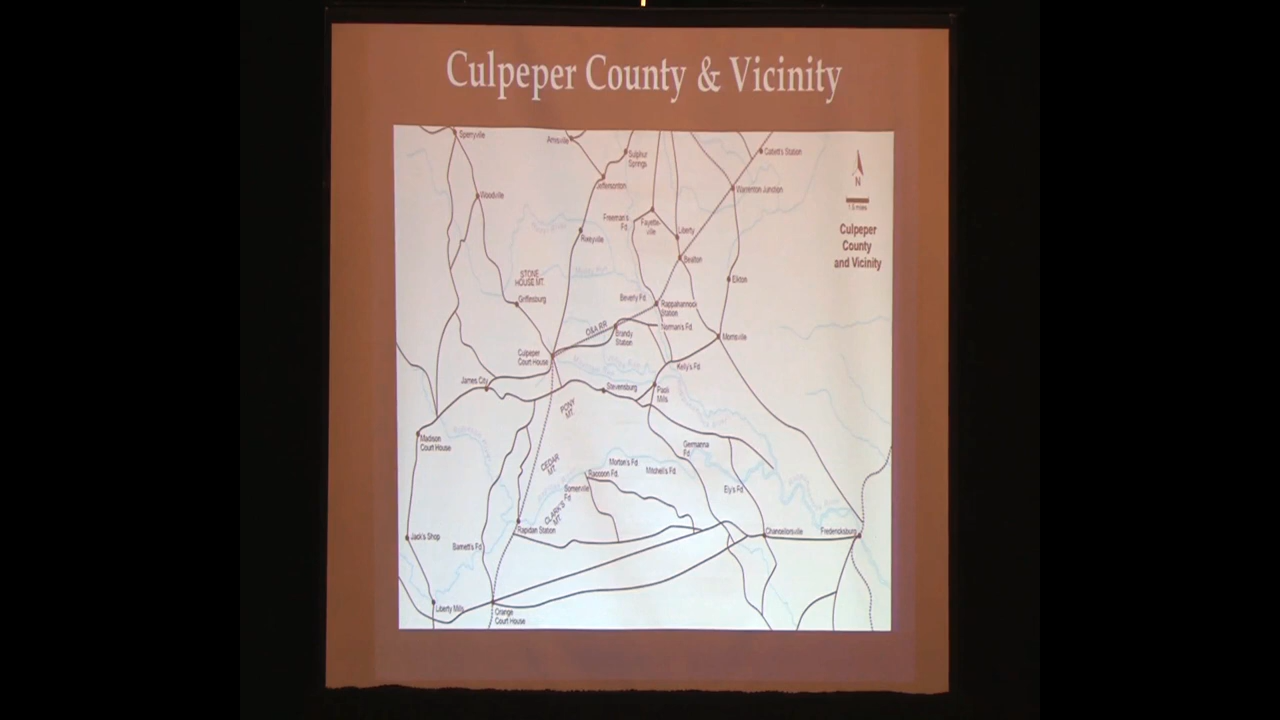 Culpeper County & Vicinity
Sperryville
Amisville
Sulphur
Springs
Catlett's Station
N
Jeffersonton
Warrenton Junction
Woodville
1.5 miles
Freeman's
Fd.
Fayette-
ville
Liberty
Culpeper
County
and Vicinity
Rixeyville
Bealton
STONE
HOUSE MT.
Elkton
Griffinsburg
Beverly Fd.
Rappahannock
Station
O&A RR
Brandy
Station
Norman's Fd.
Morrisville
Culpeper
Court House
Kelly's Fd.
James City
Stevensburg
Paoli
Mills
PONY
MT.
Madison
Court House
Germanna
Fd.
CEDAR
MT.
Morton's Fd.
Mitchell's Fd.
Raccoon Fd.
Somerville
Fd.
Ely's Fd.
CLARK'S
MT.
Rapidan Station
Chancellorsville
Fredericksburg
Jack's Shop
Barnett's Fd.
Liberty Mills
Orange
Court House